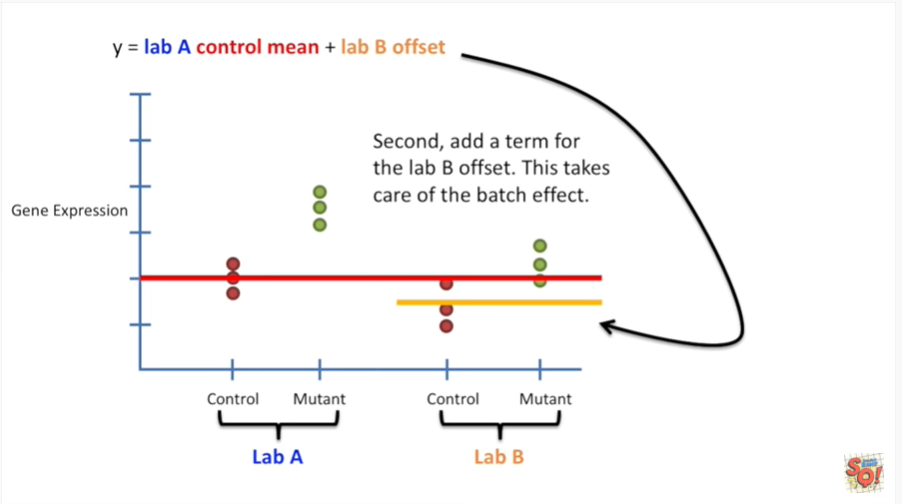 y = lab A control mean + lab B offset
Second, add a term for
the lab B offset. This takes
care of the batch effect.
Gene Expression
Control Mutant Control Mutant
Lab A Lab B
SQ!